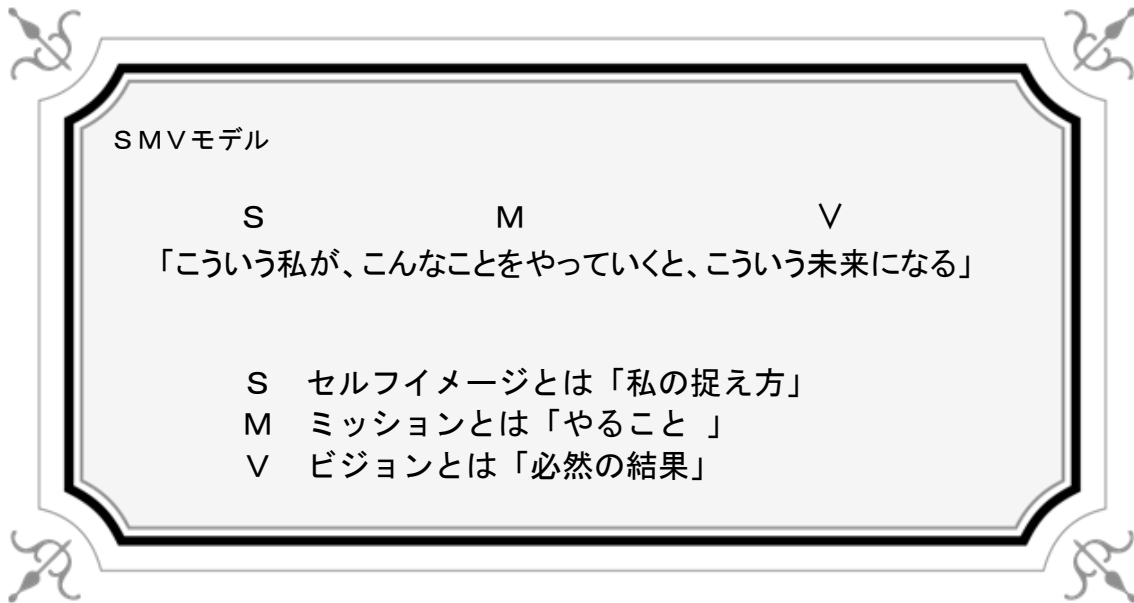 ＳＭＶモデル
Ｓ　Ｍ　Ｖ
「こういう私が、こんなことをやっていくと、こういう未来になる」
Ｓ　セルフイメージとは「私の捉え方」
Ｍ　ミッションとは「やること 」
Ｖ　ビジョンとは「必然の結果」